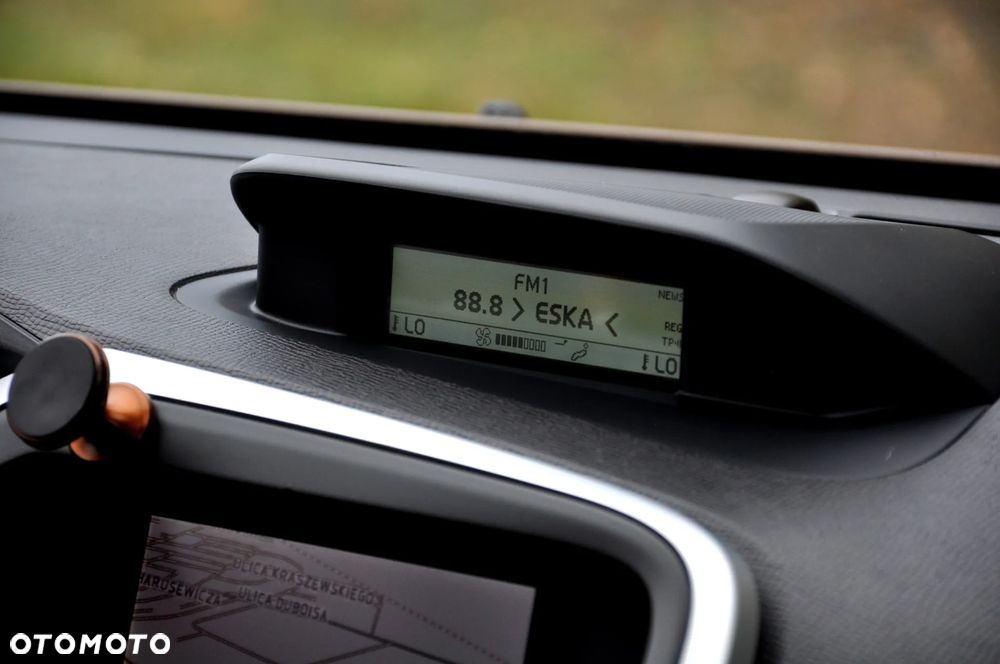 FM1
NEWS
88.8 > ESKA <
REG
LO
LO
ULICA KRASZEWSKIEGO
ULICA DUBOISA
OTOMOTO